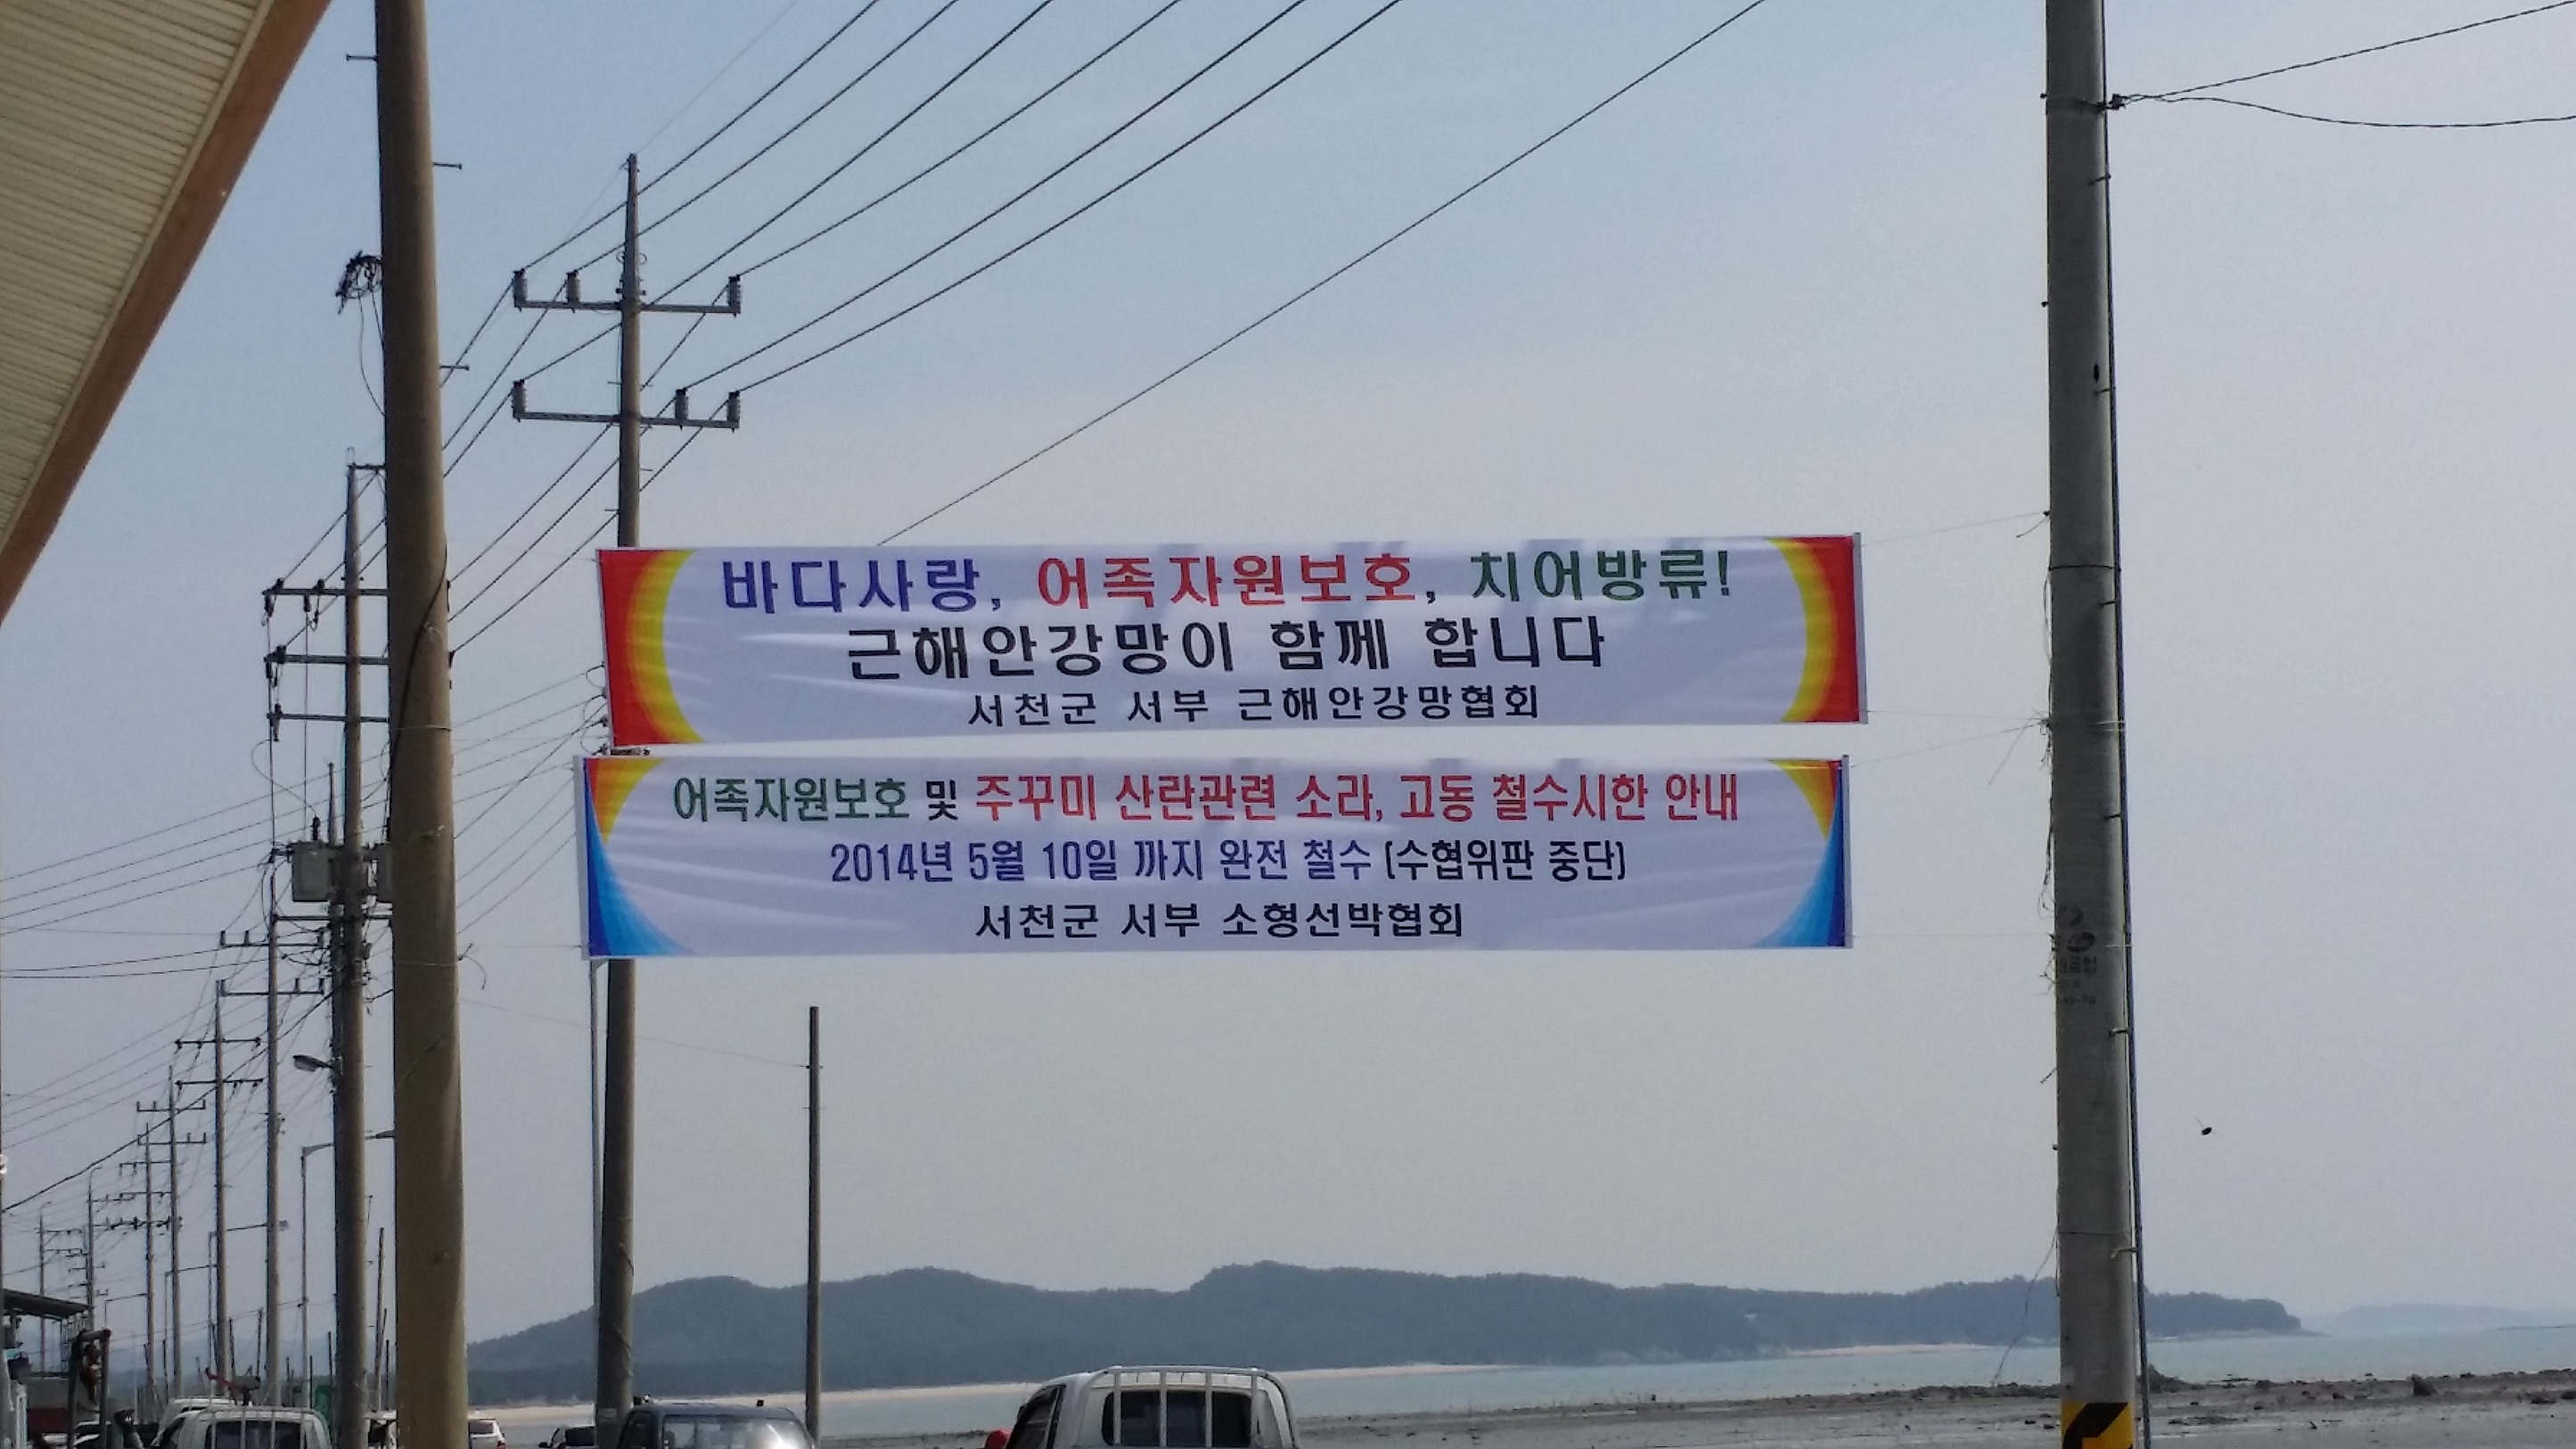 바다사랑, 어족자원보호, 치어방류!
근해안강망이 함께 합니다
서천군 서부 근해안강망협회
어족자원보호 및 주꾸미 산란관련 소라, 고동 철수시한 안내
2014년 5월 10일 까지 완전 철수 (수협위판 중단)
서천군 서부 소형선박협회